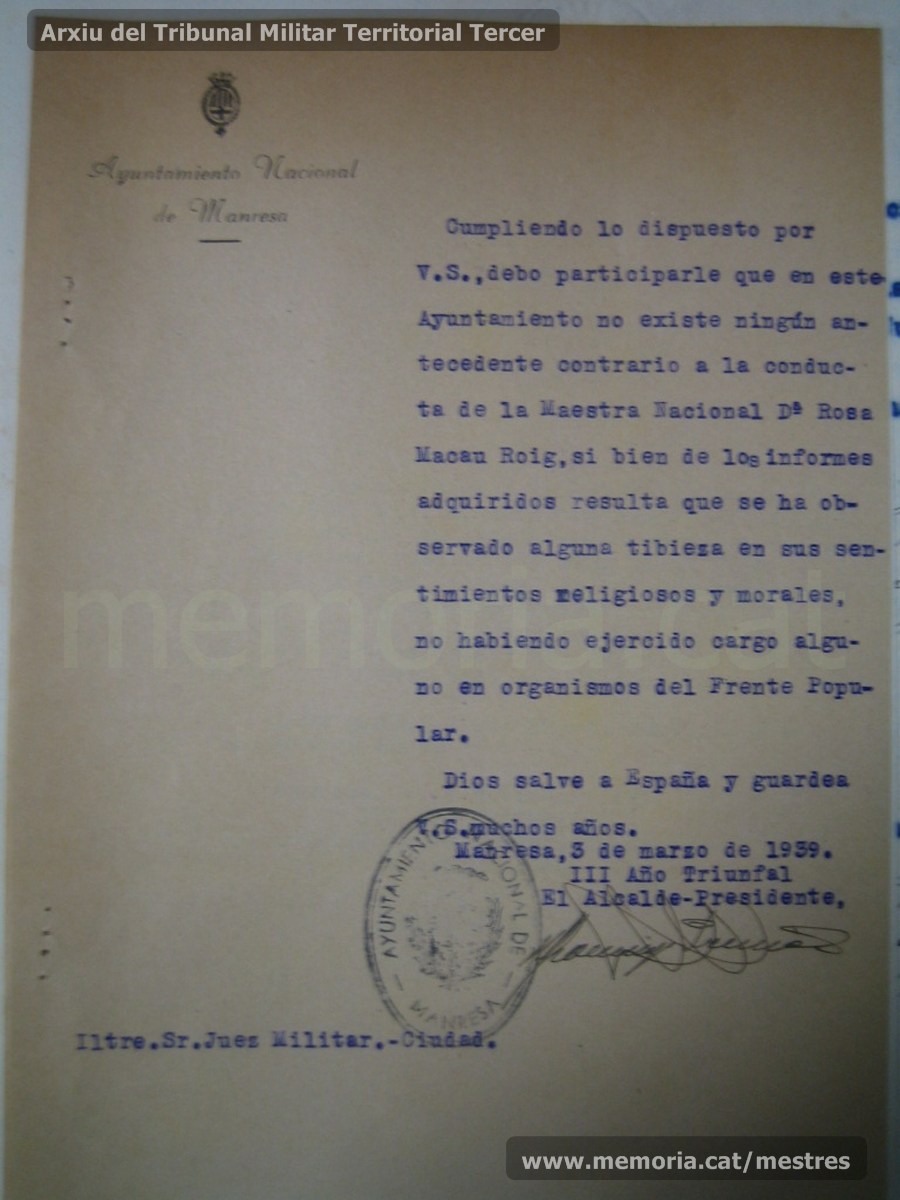 Arxiu del Tribunal Militar Territorial Tercer
Ayuntamiento Nacional
de Manresa
Cumpliendo lo dispuesto por
V.S.,debo participarle que en este
Ayuntamiento no existe ningún an-
tecedente contrario a la conduc-
ta de la Maestra Nacional Dª Rosa
Macau Roig,si bien de los informes
adquiridos resulta que se ha ob-
servado alguna tibieza en sus sen-
timientos religiosos y morales,
no habiendo ejercido cargo algu-
no en organismos del Frente Popu-
lar.
Dios salve a España y guardea
V.S.muchos años.
Manresa,3 de marzo de 1939.
III Año Triunfal
El Alcalde-Presidente,
AYUNTAMIENTO NACIONAL DE
- MANRESA -
Iltre.Sr.Juez Militar.-Ciudad.
memoria.cat
www.memoria.cat/mestres